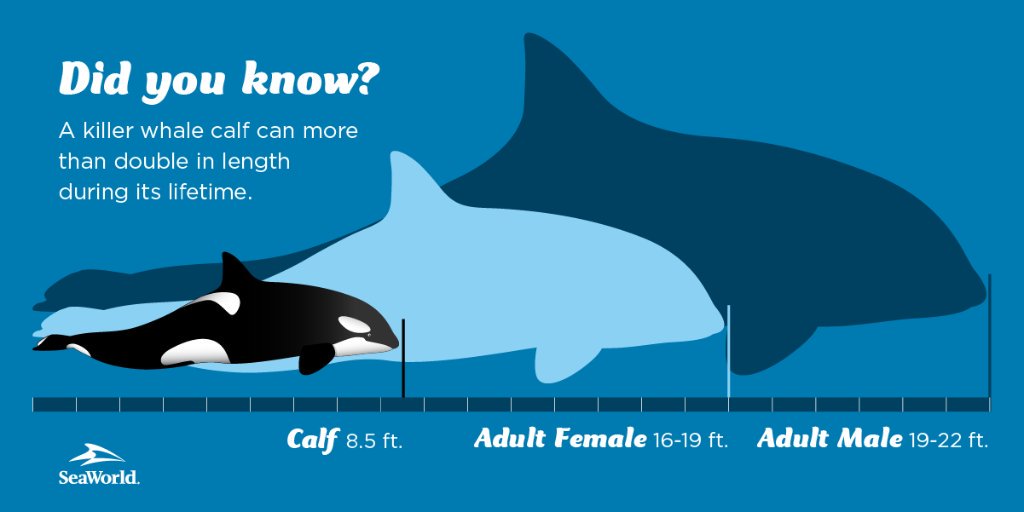 Did you know?
A killer whale calf can more
than double in length
during its lifetime.
Calf 8.5 ft.
Adult Female 16-19 ft.
Adult Male 19-22 ft.
SeaWorld.